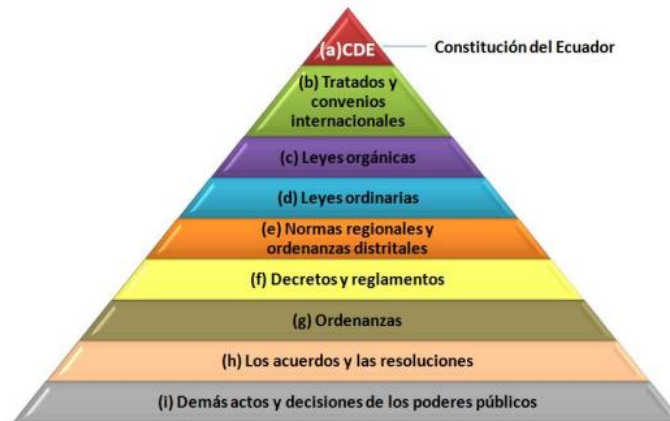 (a)CDE
Constitución del Ecuador
(b) Tratados y
convenios
internacionales
(c) Leyes orgánicas
(d) Leyes ordinarias
(e) Normas regionales y
ordenanzas distritales
(f) Decretos y reglamentos
(g) Ordenanzas
(h) Los acuerdos y las resoluciones
(i) Demás actos y decisiones de los poderes públicos